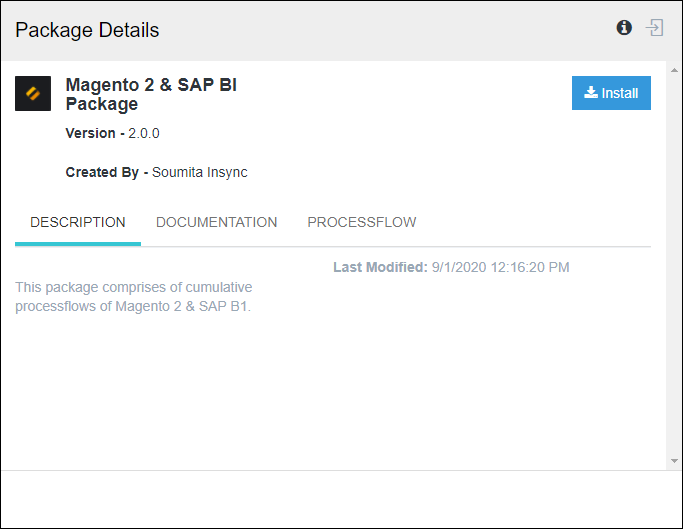 Package Details
Magento 2 & SAP BI
Package
Install
Version - 2.0.0
Created By - Soumita Insync
DESCRIPTION DOCUMENTATION PROCESSFLOW
Last Modified: 9/1/2020 12:16:20 PM
This package comprises of cumulative
processflows of Magento 2 & SAP B1.